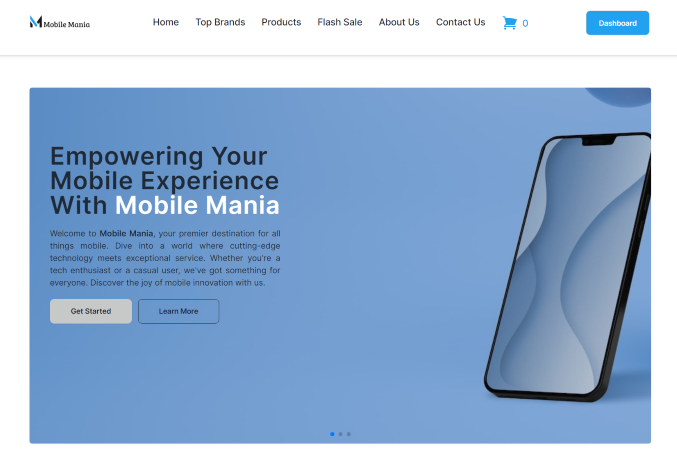 Mobile Mania
Home Top Brands Products Flash Sale About Us Contact Us 0 Dashboard
Empowering Your
Mobile Experience
With Mobile Mania
Welcome to Mobile Mania, your premier destination for all
things mobile. Dive into a world where cutting-edge
technology meets exceptional service. Whether you're a
tech enthusiast or a casual user, we've got something for
everyone. Discover the joy of mobile innovation with us.
Get Started Learn More